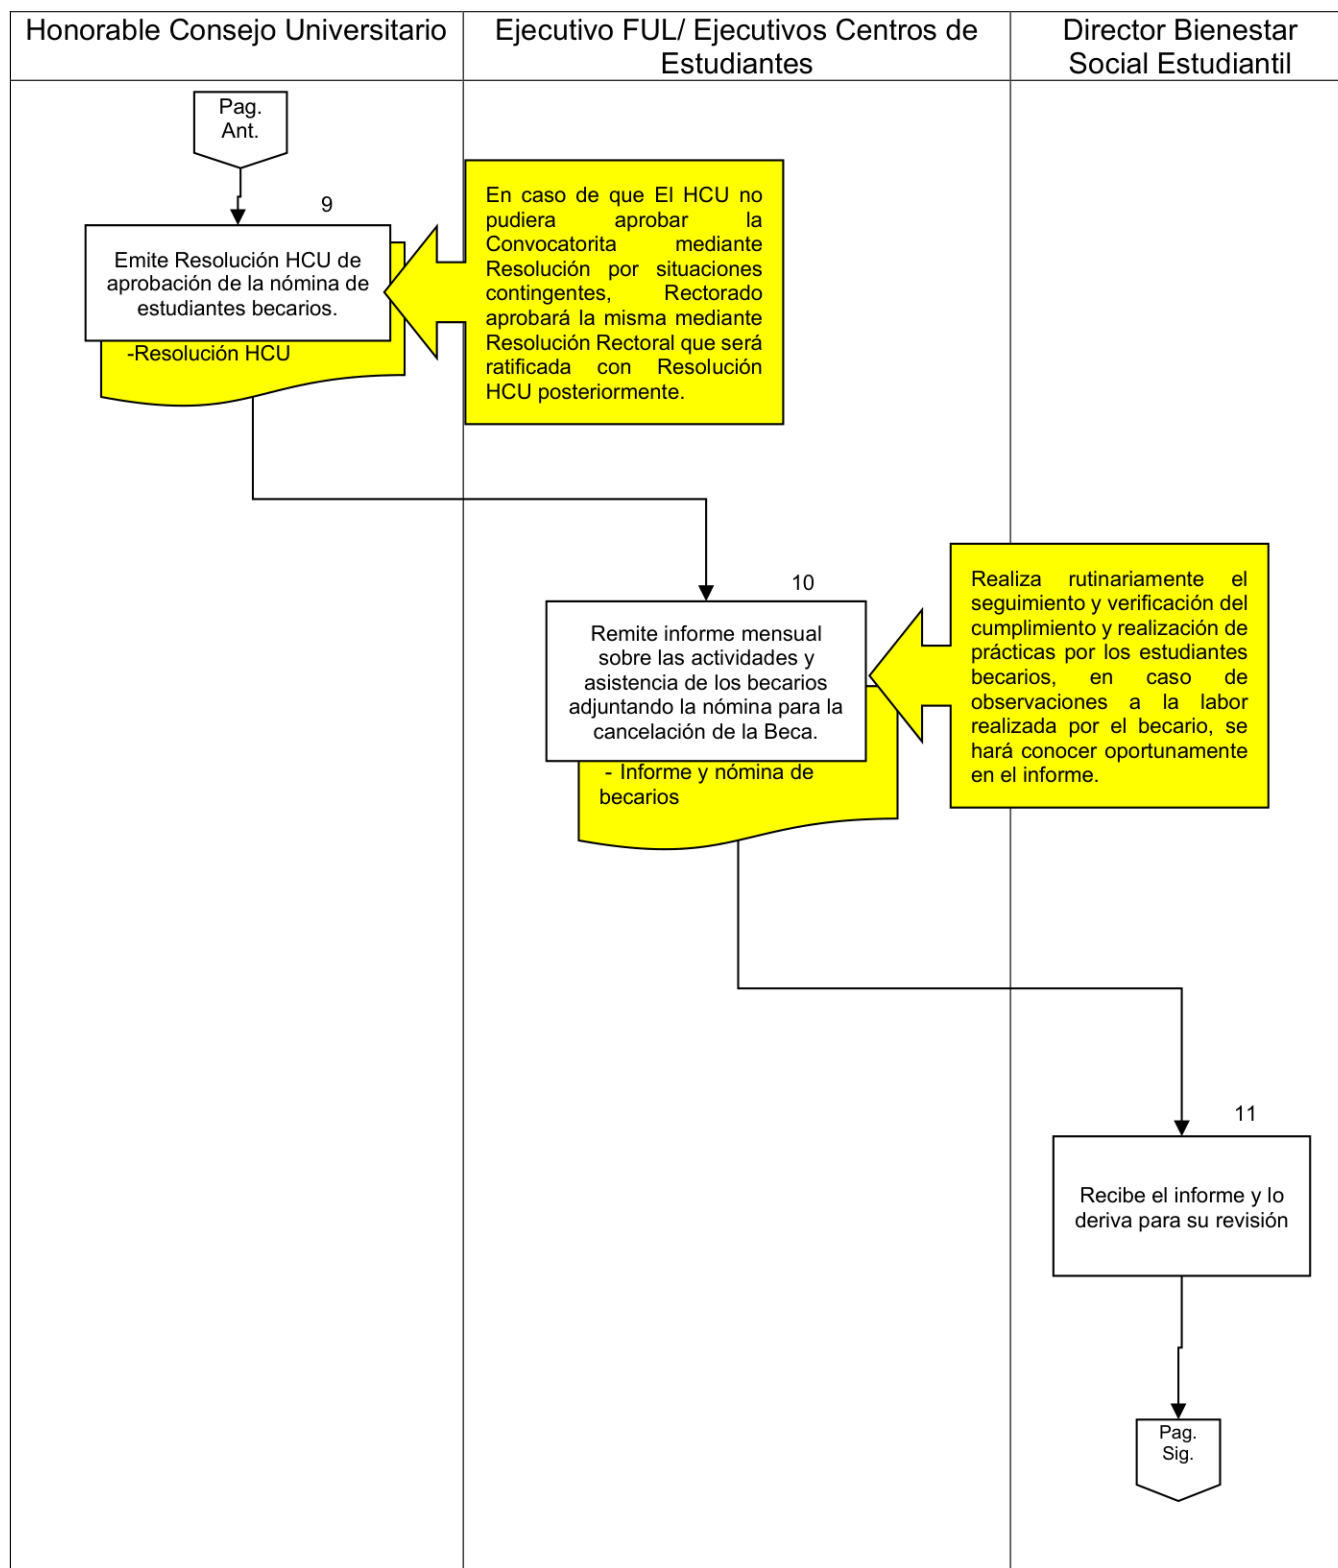 Honorable Consejo Universitario
Ejecutivo FUL/ Ejecutivos Centros de
Estudiantes
Director Bienestar
Social Estudiantil
Pag.
Ant.
9
Emite Resolución HCU de
aprobación de la nómina de
estudiantes becarios.
-Resolución HCU
En caso de que El HCU no
pudiera aprobar la
Convocatorita mediante
Resolución por situaciones
contingentes, Rectorado
aprobará la misma mediante
Resolución Rectoral que será
ratificada con Resolución
HCU posteriormente.
10
Remite informe mensual
sobre las actividades y
asistencia de los becarios
adjuntando la nómina para la
cancelación de la Beca.
- Informe y nómina de
becarios
Realiza rutinariamente el
seguimiento y verificación del
cumplimiento y realización de
prácticas por los estudiantes
becarios, en caso de
observaciones a la labor
realizada por el becario, se
hará conocer oportunamente
en el informe.
11
Recibe el informe y lo
deriva para su revisión
Pag.
Sig.